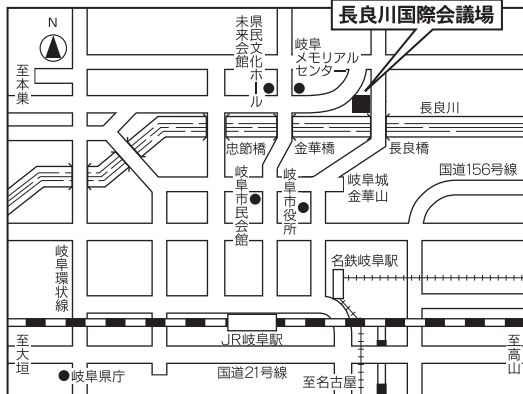 長良川国際会議場
N
至本巣
県民文化ホール
未来会館
岐阜
メモリアル
センター
長良川
忠節橋
金華橋
長良橋
国道156号線
岐阜城
金華山
岐阜市民会館
岐阜市役所
岐阜環状線
名鉄岐阜駅
JR岐阜駅
至大垣
岐阜県庁
国道21号線
至名古屋
至高山